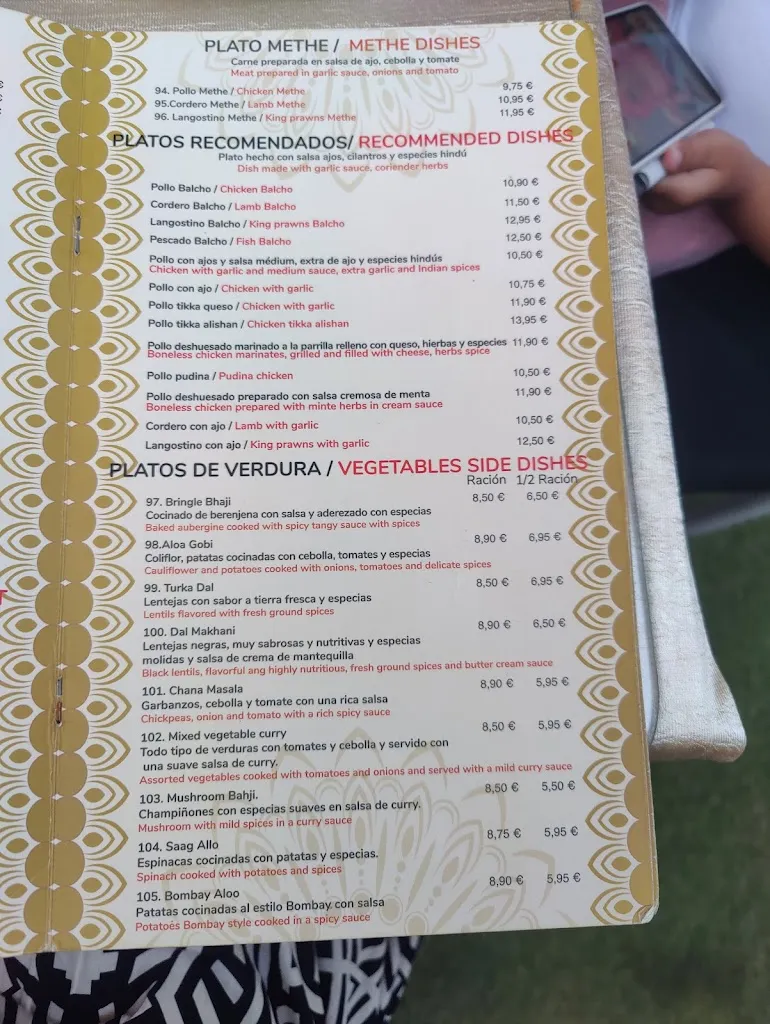 PLATO METHE / METHE DISHES
Carne preparada en salsa de ajo, cebolla y tomate
Meat prepared in garlic sauce, onions and tomato
94. Pollo Methe / Chicken Methe 9,75 €
95.Cordero Methe / Lamb Methe 10,95 €
96. Langostino Methe / King prawns Methe 11,95 €
PLATOS RECOMENDADOS/ RECOMMENDED DISHES
Plato hecho con salsa ajos, cilantros y especies hindú
Dish made with garlic sauce, coriander herbs
Pollo Balcho / Chicken Balcho 10,90 €
Cordero Balcho / Lamb Balcho 11,50 €
Langostino Balcho / King prawns Balcho 12,95 €
Pescado Balcho / Fish Balcho 12,50 €
Pollo con ajos y salsa médium, extra de ajo y especies hindús 10,50 €
Chicken with garlic and medium sauce, extra garlic and Indian spices
Pollo con ajo / Chicken with garlic 10,75 €
Pollo tikka queso / Chicken with garlic 11,90 €
Pollo tikka alishan / Chicken tikka alishan 13,95 €
Pollo deshuesado marinado a la parrilla relleno con queso, hierbas y especies 11,90 €
Boneless chicken marinates, grilled and filled with cheese, herbs spice
Pollo pudina / Pudina chicken 10,50 €
Pollo deshuesado preparado con salsa cremosa de menta 11,90 €
Boneless chicken prepared with minte herbs in cream sauce
Cordero con ajo / Lamb with garlic 10,50 €
Langostino con ajo / King prawns with garlic 12,50 €
PLATOS DE VERDURA / VEGETABLES SIDE DISHES
Ración 1/2 Ración
97. Bringle Bhaji 8,50 € 6,50 €
Cocinado de berenjena con salsa y aderezado con especias
Baked aubergine cooked with spicy tangy sauce with spices
98.Aloa Gobi 8,90 € 6,95 €
Coliflor, patatas cocinadas con cebolla, tomates y especias
Cauliflower and potatoes cooked with onions, tomatoes and delicate spices
99. Turka Dal 8,50 € 6,95 €
Lentejas con sabor a tierra fresca y especias
Lentils flavored with fresh ground spices
100. Dal Makhani 8,90 € 6,50 €
Lentejas negras, muy sabrosas y nutritivas y especias
molidas y salsa de crema de mantequilla
Black lentils, flavorful ang highly nutritious, fresh ground spices and butter cream sauce
101. Chana Masala 8,90 € 5,95 €
Garbanzos, cebolla y tomate con una rica salsa
Chickpeas, onion and tomato with a rich spicy sauce
102. Mixed vegetable curry 8,50 € 5,95 €
Todo tipo de verduras con tomates y cebolla y servido con
una suave salsa de curry.
Assorted vegetables cooked with tomatoes and onions and served with a mild curry sauce
103. Mushroom Bahji. 8,50 € 5,50 €
Champiñones con especias suaves en salsa de curry.
Mushroom with mild spices in a curry sauce
104. Saag Allo 8,75 € 5,95 €
Espinacas cocinadas con patatas y especias.
Spinach cooked with potatoes and spices
105. Bombay Aloo 8,90 € 5,95 €
Patatas cocinadas al estilo Bombay con salsa
Potatoés Bombay style cooked in a spicy sauce